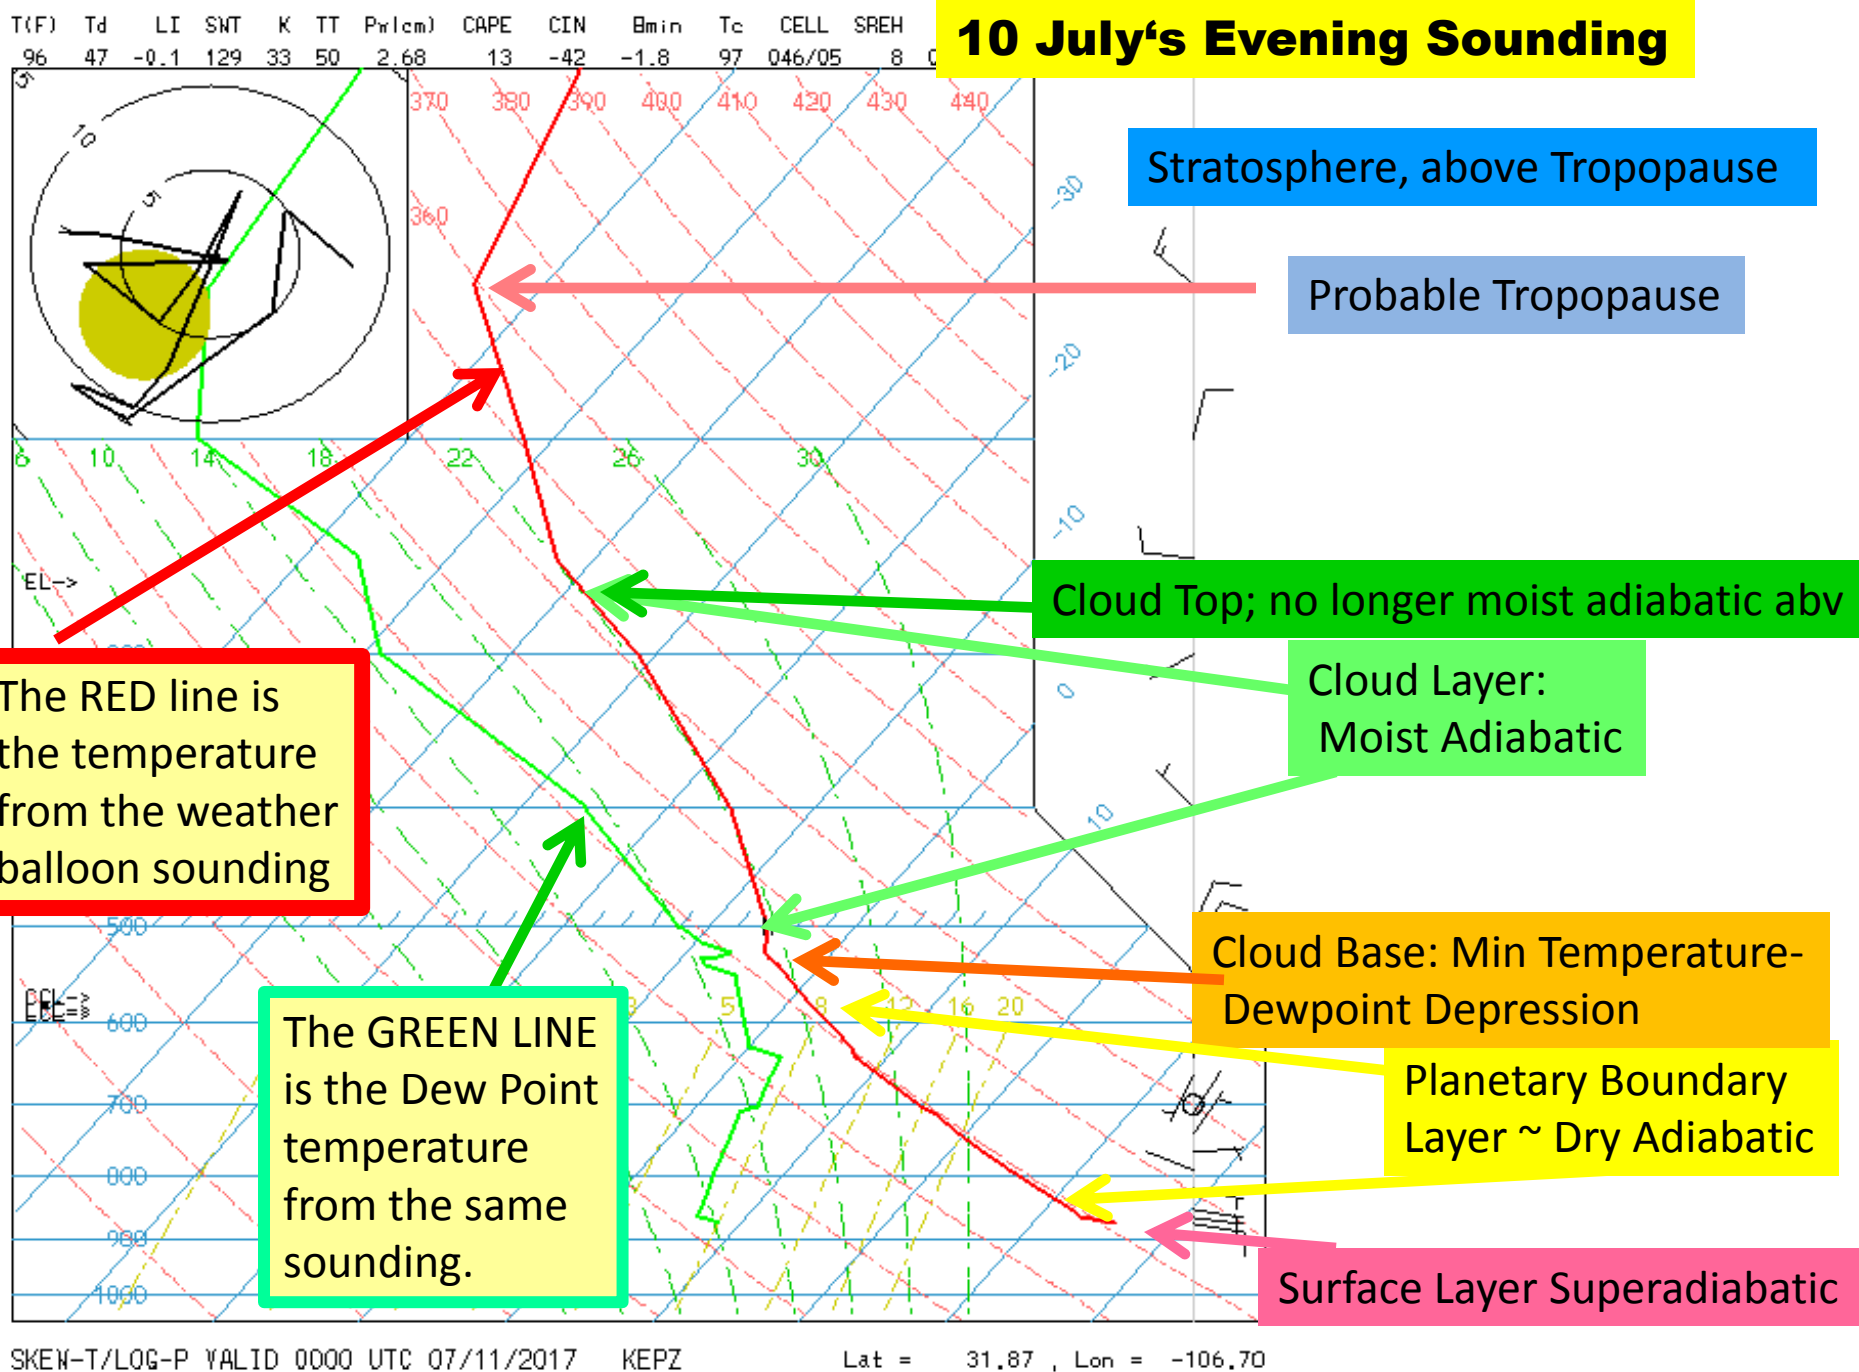 T(F) Td LI SWT K TT Pw(cm) CAPE CIN Bmin Tc CELL SREH
96 47 -0.1 129 33 50 2.68 13 -42 -1.8 97 046/05 8
10 July‘s Evening Sounding
5
10
5
370 380 390 400 410 420 430 440
360
Stratosphere, above Tropopause
-30
Probable Tropopause
-20
6 10 14 18 22 26 30
-10
EL->
Cloud Top; no longer moist adiabatic abv
Cloud Layer:
Moist Adiabatic
0
The RED line is
the temperature
from the weather
balloon sounding
10
500
Cloud Base: Min Temperature-
Dewpoint Depression
5 8 12 16 20
600
The GREEN LINE
is the Dew Point
temperature
from the same
sounding.
Planetary Boundary
Layer ~ Dry Adiabatic
700
800
900
1000
Surface Layer Superadiabatic
SKEW-T/LOG-P VALID 0000 UTC 07/11/2017 KEPZ Lat = 31.87 , Lon = -106.70